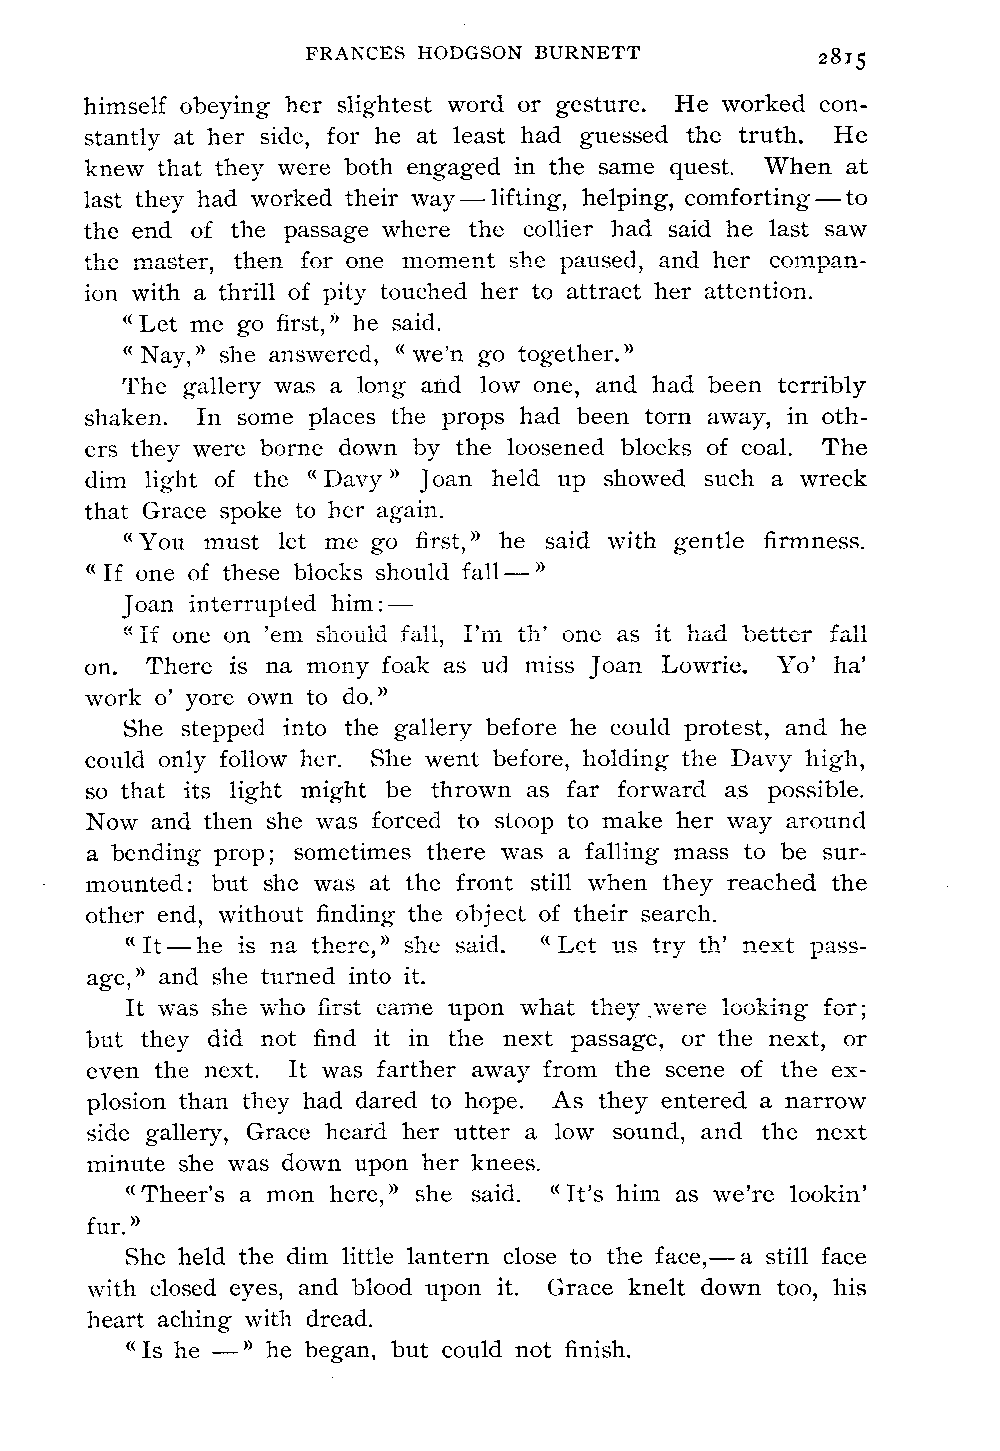 FRANCES HODGSON BURNETT 2815
himself obeying her slightest word or gesture. He worked con-
stantly at her side, for he at least had guessed the truth. He
knew that they were both engaged in the same quest. When at
last they had worked their way — lifting, helping, comforting — to
the end of the passage where the collier had said he last saw
the master, then for one moment she paused, and her compan-
ion with a thrill of pity touched her to attract her attention.
« Let me go first, » he said.
« Nay, » she answered, « we'n go together. »
The gallery was a long and low one, and had been terribly
shaken. In some places the props had been torn away, in oth-
ers they were borne down by the loosened blocks of coal. The
dim light of the « Davy » Joan held up showed such a wreck
that Grace spoke to her again.
« You must let me go first, » he said with gentle firmness.
« If one of these blocks should fall — »
Joan interrupted him: —
« If one on 'em should fall, I'm th' one as it had better fall
on. There is na mony foak as ud miss Joan Lowrie. Yo' ha'
work o' yore own to do. »
She stepped into the gallery before he could protest, and he
could only follow her. She went before, holding the Davy high,
so that its light might be thrown as far forward as possible.
Now and then she was forced to stoop to make her way around
a bending prop; sometimes there was a falling mass to be sur-
mounted: but she was at the front still when they reached the
other end, without finding the object of their search.
« It — he is na there, » she said. « Let us try th' next pass-
age, » and she turned into it.
It was she who first came upon what they were looking for;
but they did not find it in the next passage, or the next, or
even the next. It was farther away from the scene of the ex-
plosion than they had dared to hope. As they entered a narrow
side gallery, Grace heard her utter a low sound, and the next
minute she was down upon her knees.
« Theer's a mon here, » she said. « It's him as we're lookin'
fur. »
She held the dim little lantern close to the face, — a still face
with closed eyes, and blood upon it. Grace knelt down too, his
heart aching with dread.
« Is he — » he began, but could not finish.